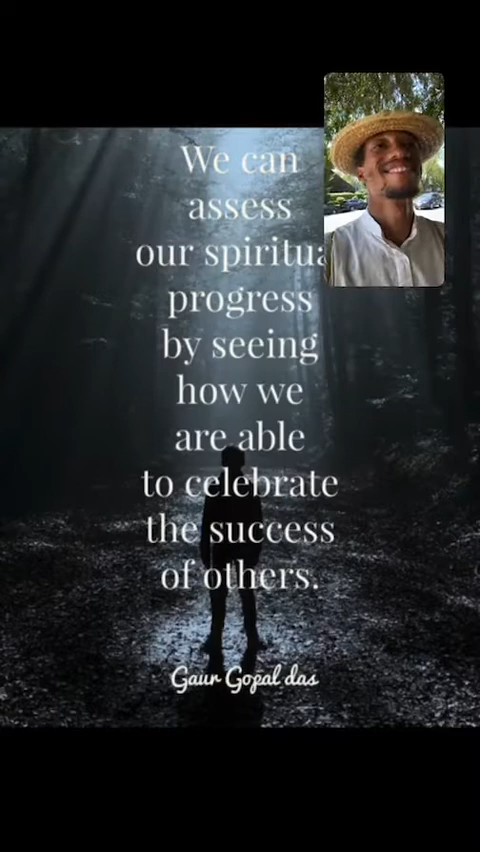 We can
assess
our spiritua
progress
by seeing
how we
are able
to celebrate
the success
of others.
Gaur Gopal das